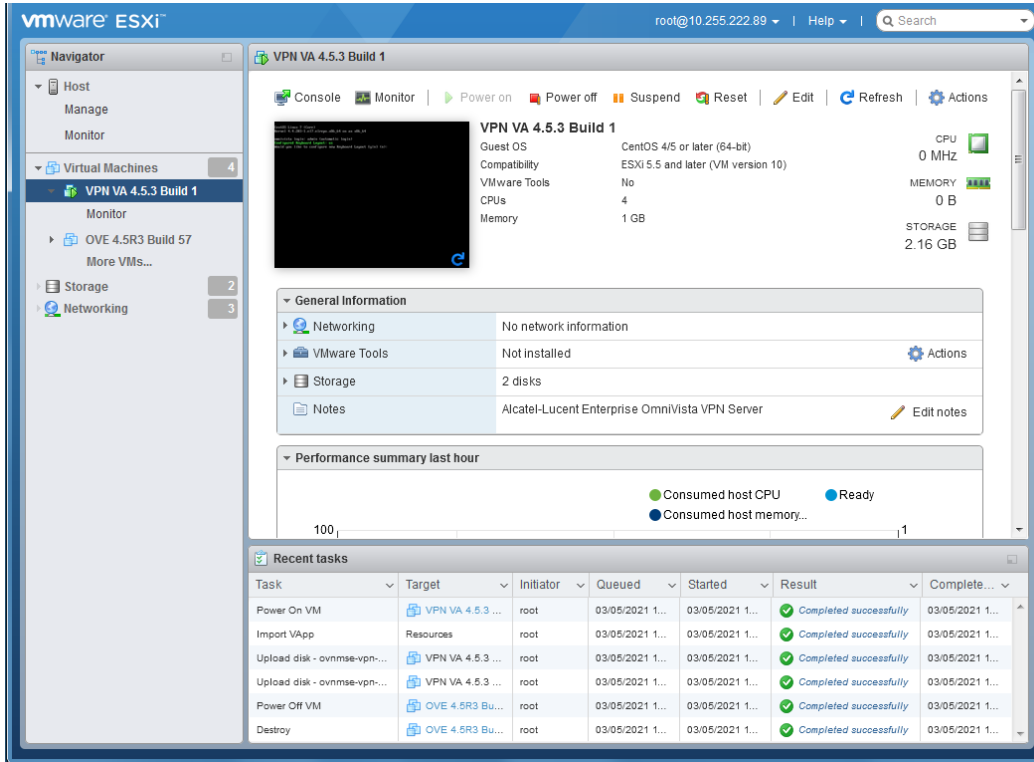 vmware ESXi
root@10.255.222.89 | Help | Search
Navigator
Host
Manage
Monitor
Virtual Machines 4
VPN VA 4.5.3 Build 1
Monitor
OVE 4.5R3 Build 57
More VMs...
Storage 2
Networking 3
VPN VA 4.5.3 Build 1
Console Monitor Power on Power off Suspend Reset Edit Refresh Actions
VPN VA 4.5.3 Build 1
Guest OS CentOS 4/5 or later (64-bit)
Compatibility ESXi 5.5 and later (VM version 10)
VMware Tools No
CPUs 4
Memory 1 GB
CPU
0 MHz
MEMORY
0 B
STORAGE
2.16 GB
General Information
Networking No network information
VMware Tools Not installed Actions
Storage 2 disks
Notes Alcatel-Lucent Enterprise OmniVista VPN Server Edit notes
Performance summary last hour
Consumed host CPU Ready
Consumed host memory...
100 1
Recent tasks
Task Target Initiator Queued Started Result Complete...
Power On VM VPN VA 4.5.3 ... root 03/05/2021 1... 03/05/2021 1... Completed successfully 03/05/2021 1...
Import VApp Resources root 03/05/2021 1... 03/05/2021 1... Completed successfully 03/05/2021 1...
Upload disk - ovnmse-vpn-... VPN VA 4.5.3 ... root 03/05/2021 1... 03/05/2021 1... Completed successfully 03/05/2021 1...
Upload disk - ovnmse-vpn-... VPN VA 4.5.3 ... root 03/05/2021 1... 03/05/2021 1... Completed successfully 03/05/2021 1...
Power Off VM OVE 4.5R3 Bu... root 03/05/2021 1... 03/05/2021 1... Completed successfully 03/05/2021 1...
Destroy OVE 4.5R3 Bu... root 03/05/2021 1... 03/05/2021 1... Completed successfully 03/05/2021 1...